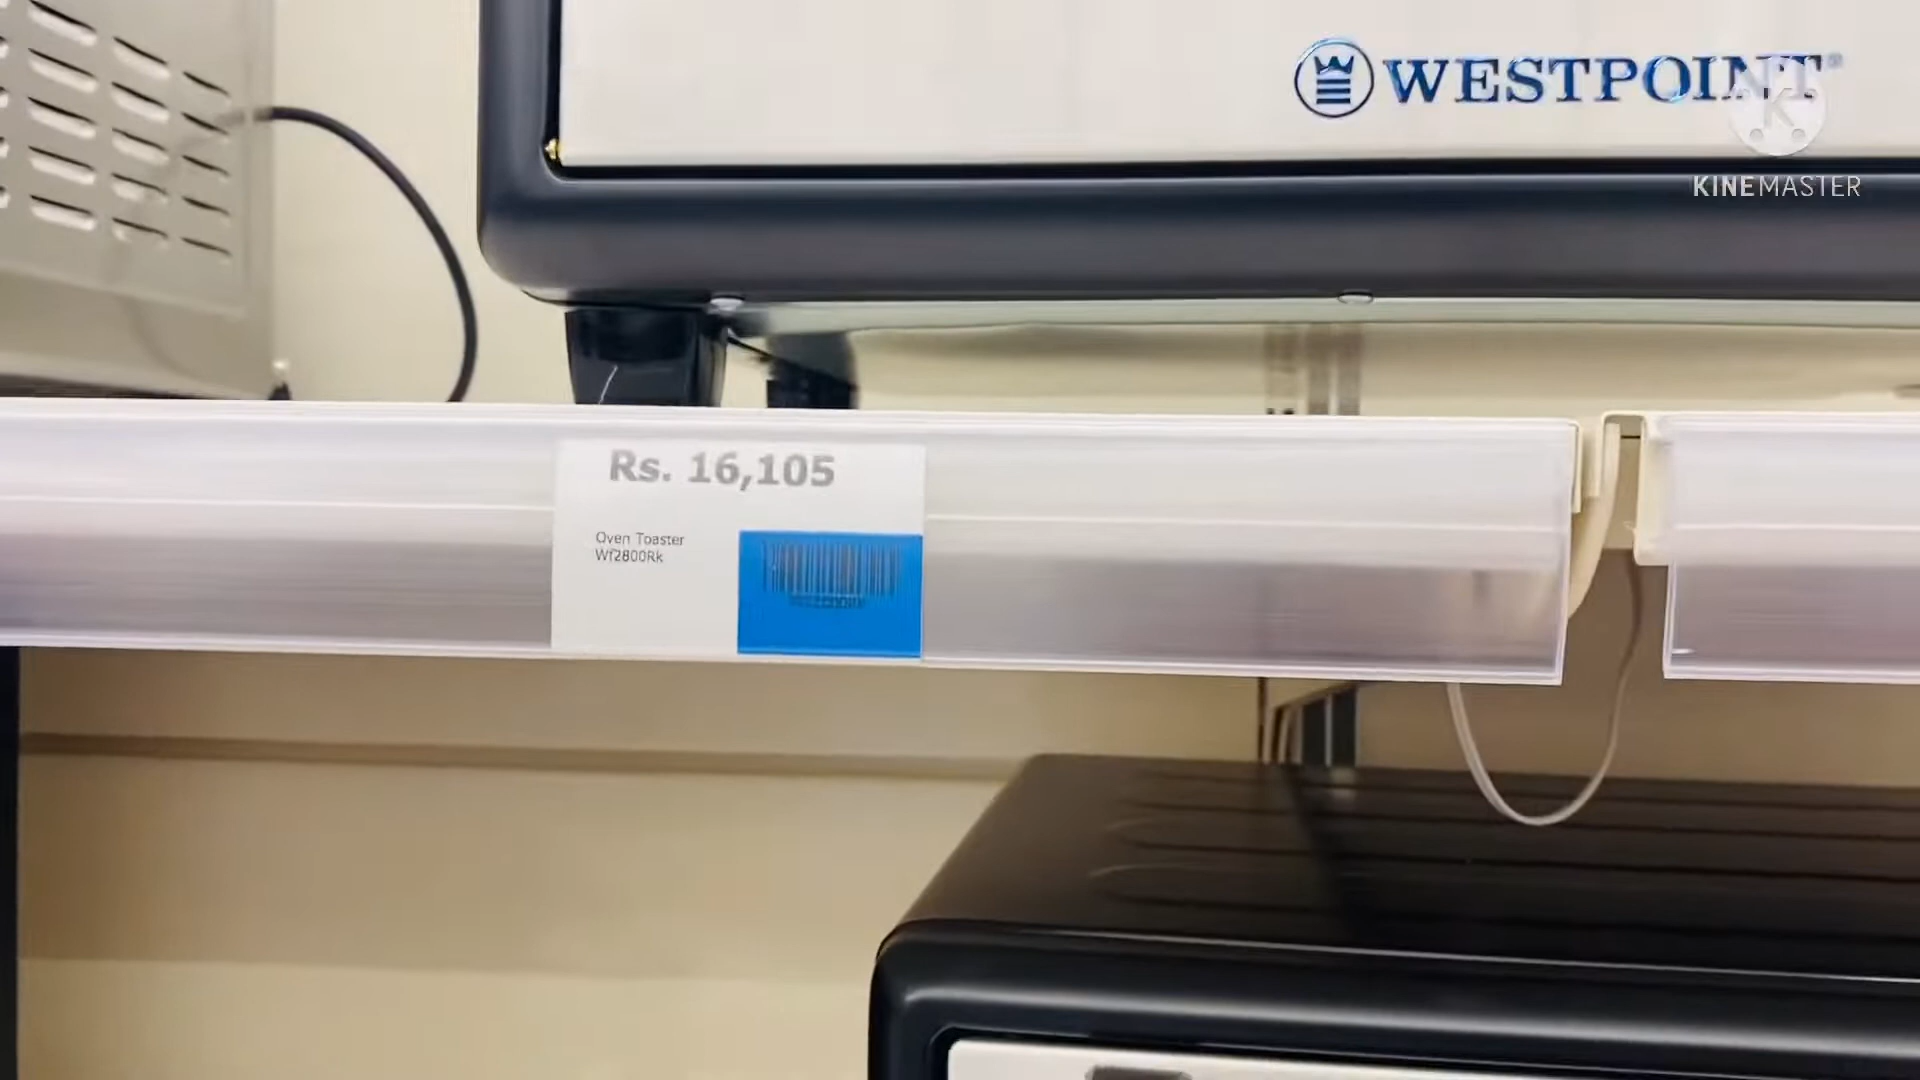 WESTPOINT®
KINEMASTER
Rs. 16,105
Oven Toaster
Wf2800Rk